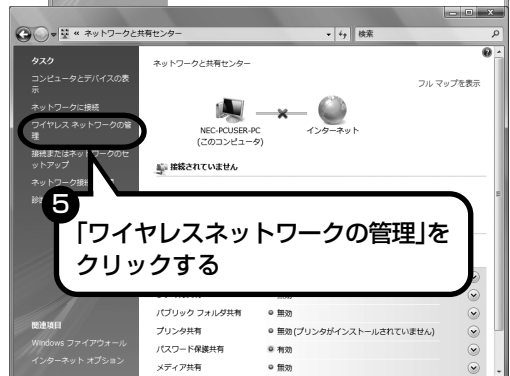 ネットワークと共有センター
検索
タスク
コンピュータとデバイスの表
示
ネットワークに接続
ワイヤレス ネットワークの管
理
接続またはネットワークのセ
ットアップ
ネットワーク接続
ネットワークと共有センター
フル マップを表示
NEC-PCUSER-PC
(このコンピュータ)
インターネット
接続されていません
5
「ワイヤレスネットワークの管理」を
クリックする
パブリック フォルダ共有 無効
プリンタ共有 無効(プリンタがインストールされていません)
パスワード保護共有 有効
メディア共有 無効
関連項目
Windows ファイアウォール
インターネット オプション